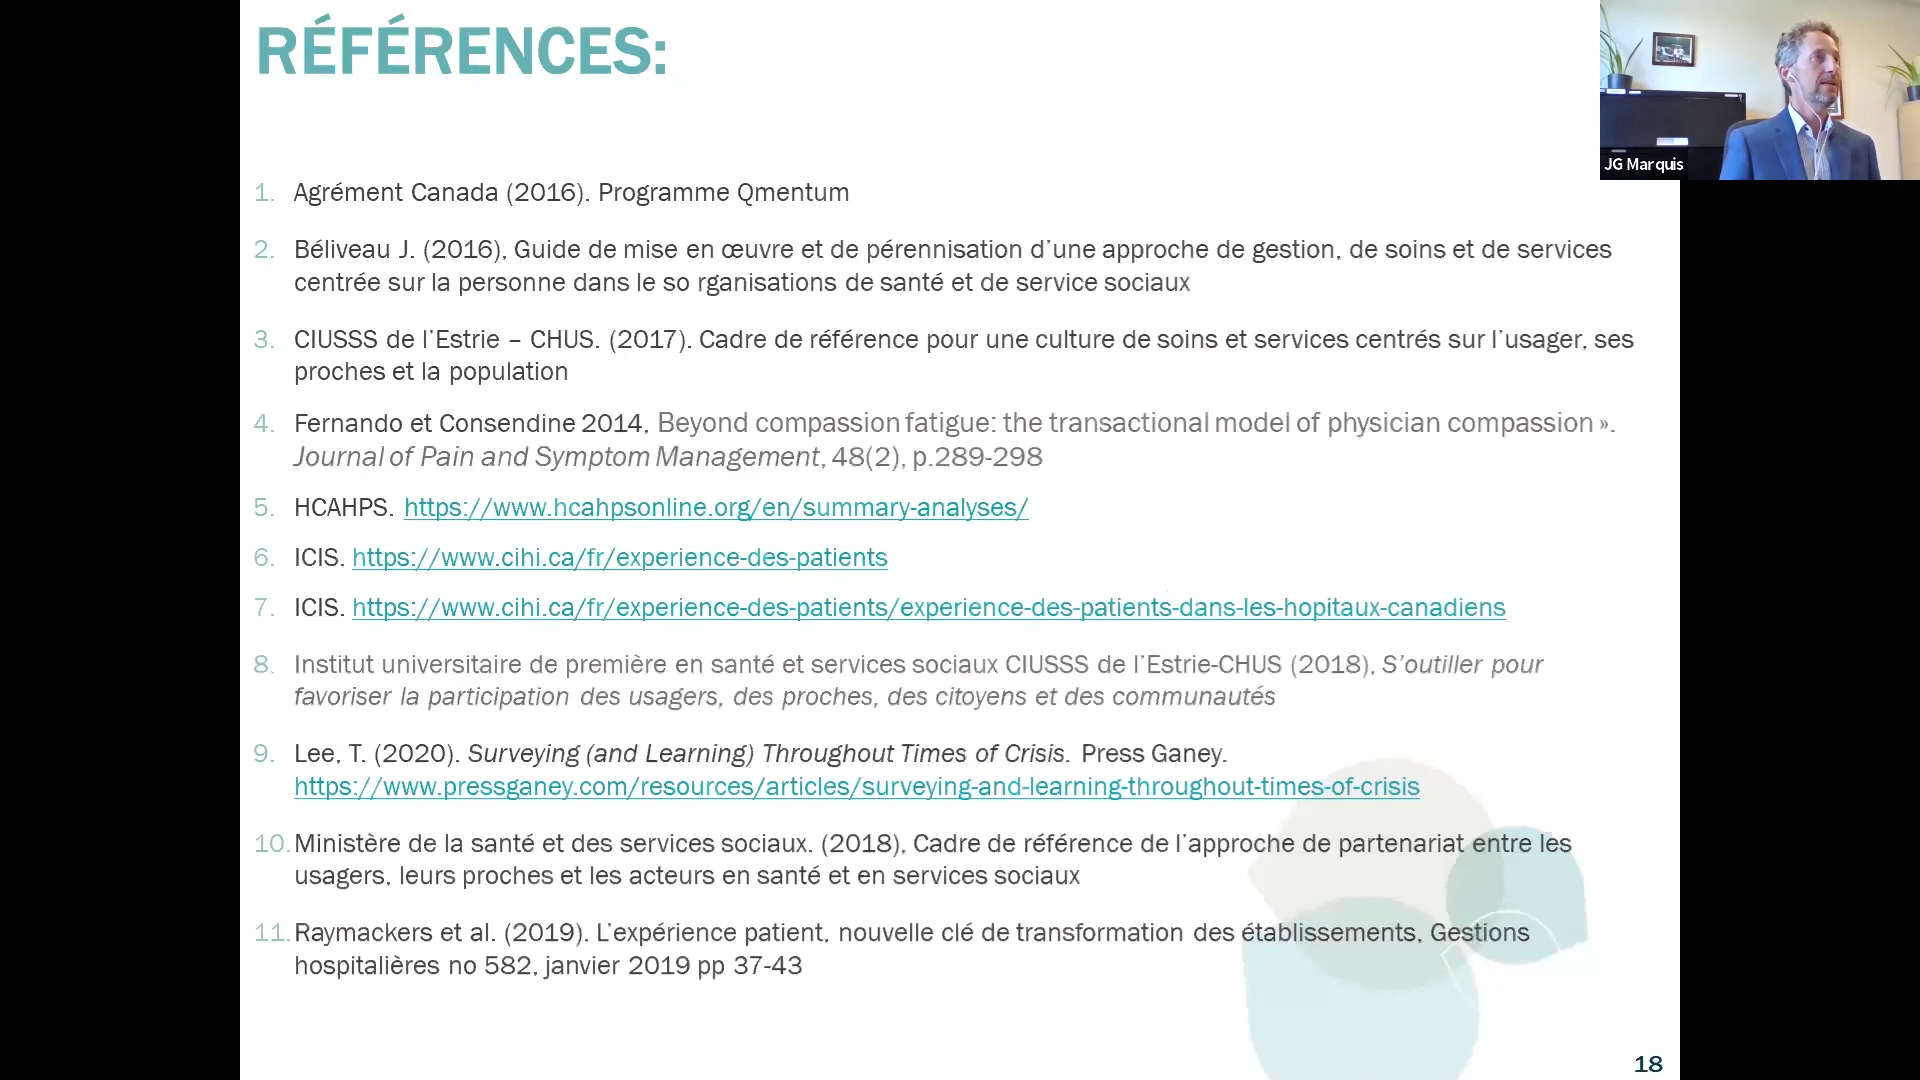 RÉFÉRENCES:
JG Marquis
1. Agrément Canada (2016). Programme Qmentum
2. Béliveau J. (2016), Guide de mise en œuvre et de pérennisation d’une approche de gestion, de soins et de services
centrée sur la personne dans le so rganisations de santé et de service sociaux
3. CIUSSS de l’Estrie – CHUS. (2017). Cadre de référence pour une culture de soins et services centrés sur l’usager, ses
proches et la population
4. Fernando et Consendine 2014, Beyond compassion fatigue: the transactional model of physician compassion ».
Journal of Pain and Symptom Management, 48(2), p.289-298
5. HCAHPS. https://www.hcahpsonline.org/en/summary-analyses/
6. ICIS. https://www.cihi.ca/fr/experience-des-patients
7. ICIS. https://www.cihi.ca/fr/experience-des-patients/experience-des-patients-dans-les-hopitaux-canadiens
8. Institut universitaire de première en santé et services sociaux CIUSSS de l’Estrie-CHUS (2018), S’outiller pour
favoriser la participation des usagers, des proches, des citoyens et des communautés
9. Lee, T. (2020). Surveying (and Learning) Throughout Times of Crisis. Press Ganey.
https://www.pressganey.com/resources/articles/surveying-and-learning-throughout-times-of-crisis
10. Ministère de la santé et des services sociaux. (2018), Cadre de référence de l’approche de partenariat entre les
usagers, leurs proches et les acteurs en santé et en services sociaux
11. Raymackers et al. (2019). L’expérience patient, nouvelle clé de transformation des établissements, Gestions
hospitalières no 582, janvier 2019 pp 37-43
18